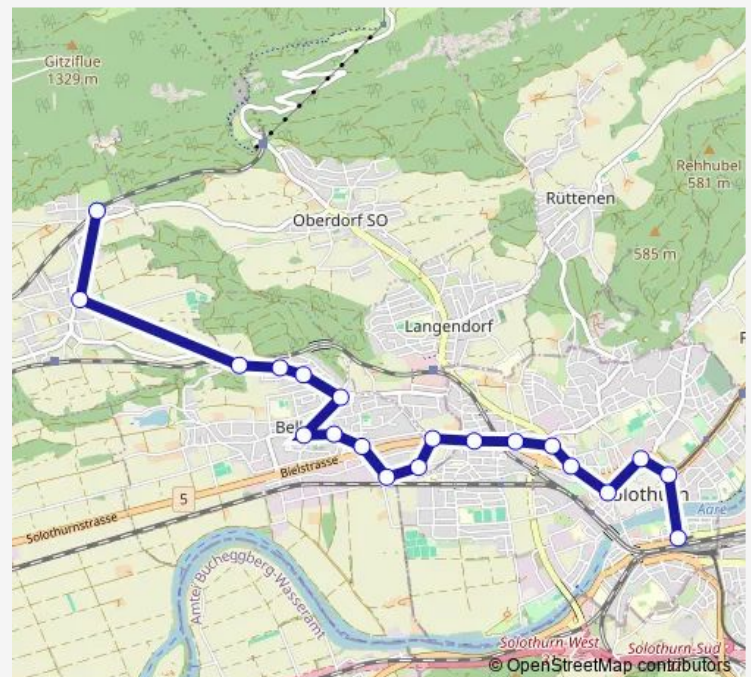 Gitziflue
1329 m
Rehhubel
581 m
Rüttenen
Oberdorf SO
585 m
Langendorf
Bell
Bielstrasse
5
Solothurnstrasse
Aare
Amtei Bucheggberg-Wasseramt
Solothurn-West
Solothurn-Süd
© OpenStreetMap contributors